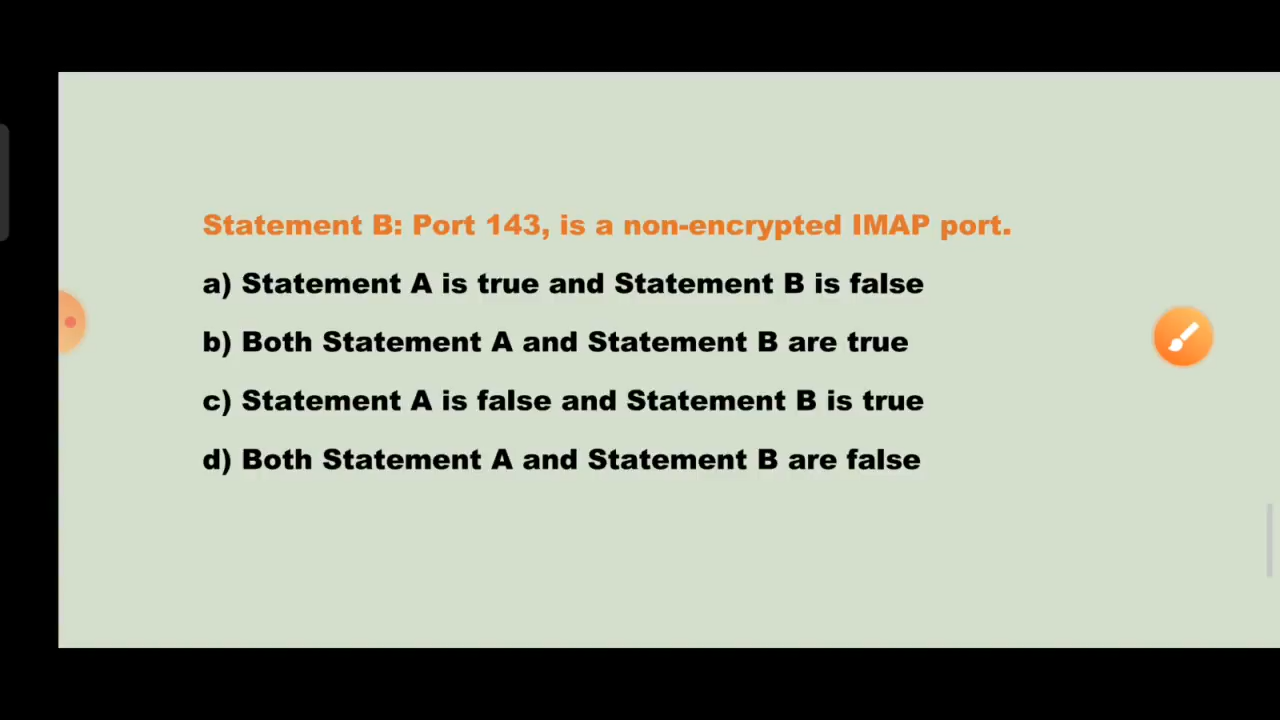 Statement B: Port 143, is a non-encrypted IMAP port.
a) Statement A is true and Statement B is false
b) Both Statement A and Statement B are true
c) Statement A is false and Statement B is true
d) Both Statement A and Statement B are false